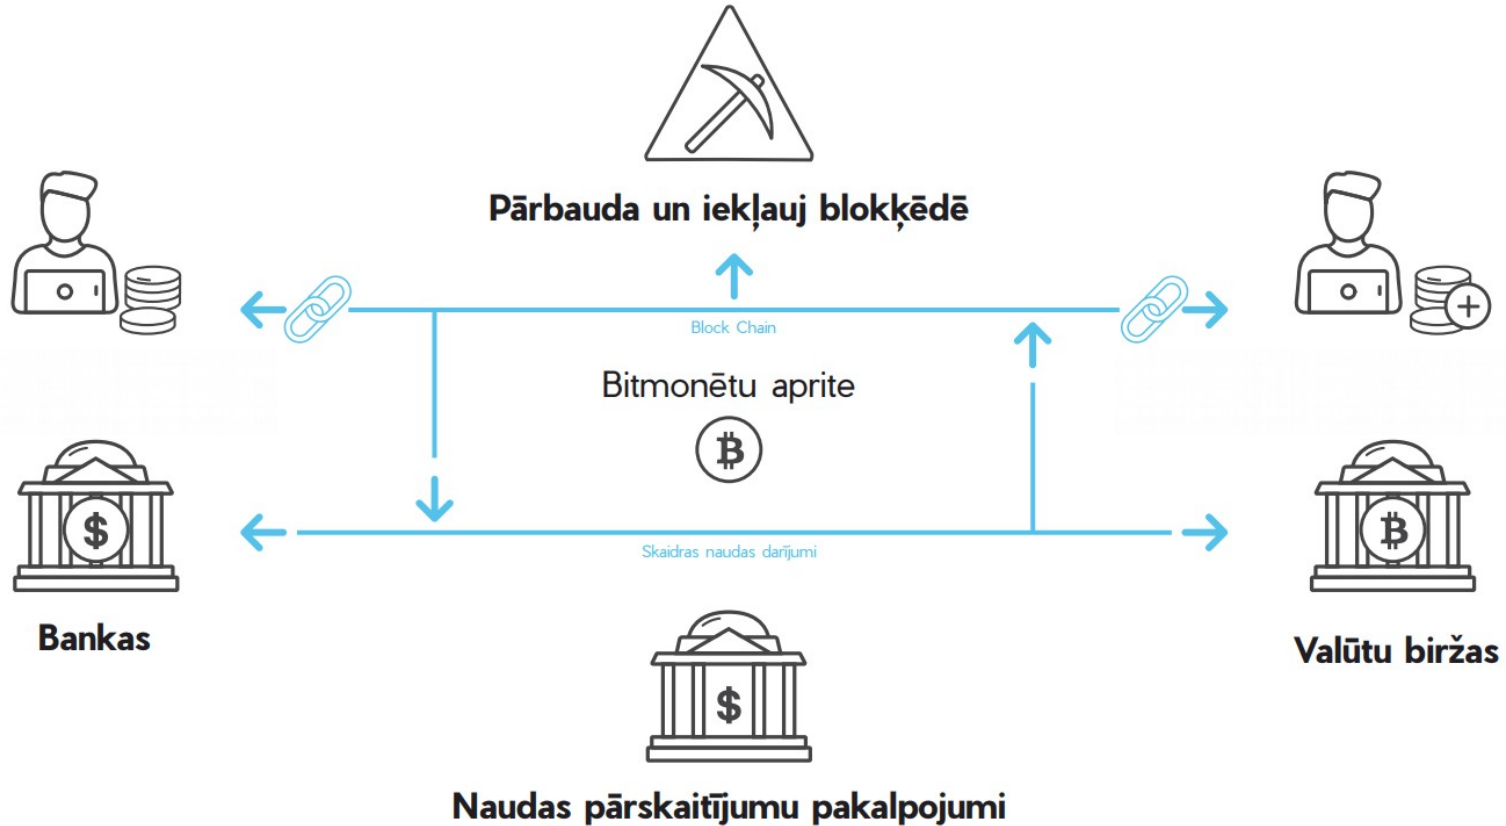 Pārbauda un iekļauj blokķēdē
Block Chain
Bitmonētu aprite
₿
$
Skaidras naudas darījumi
₿
Bankas
$
Valūtu biržas
Naudas pārskaitījumu pakalpojumi